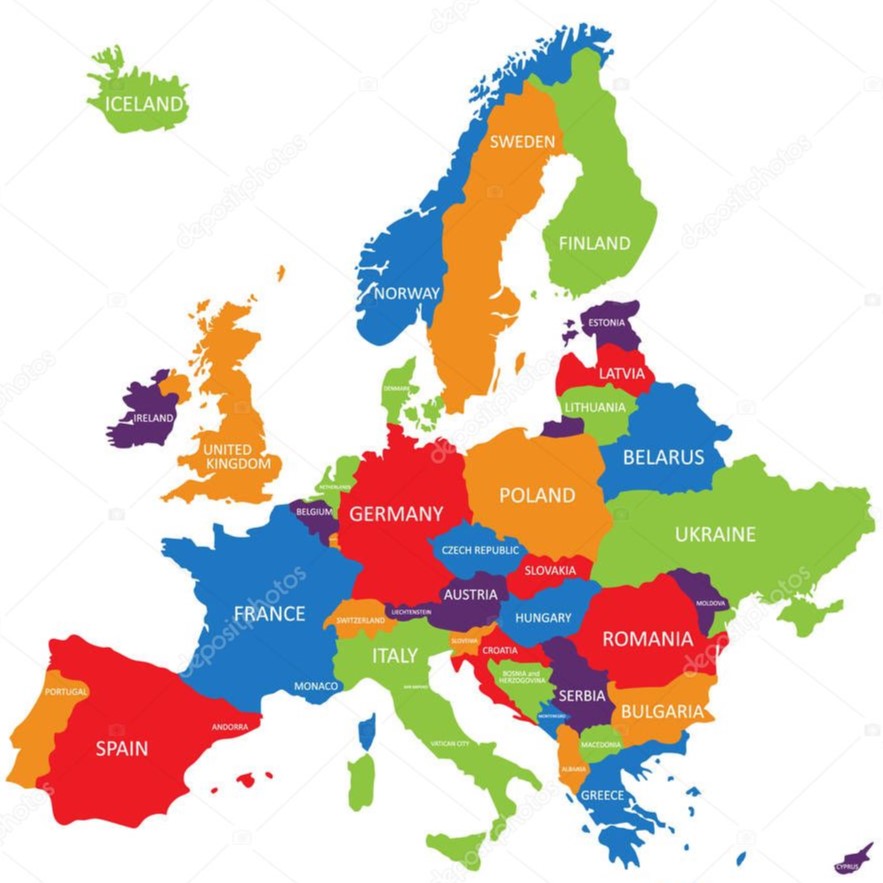 ICELAND
SWEDEN
FINLAND
NORWAY
ESTONIA
LATVIA
DENMARK
LITHUANIA
IRELAND
UNITED
KINGDOM
BELARUS
NETHERLANDS
POLAND
BELGIUM
GERMANY
UKRAINE
CZECH REPUBLIC
SLOVAKIA
AUSTRIA
MOLDOVA
LIECHTENSTEIN
FRANCE
SWITZERLAND
HUNGARY
ROMANIA
SLOVENIA
CROATIA
ITALY
BOSNIA and
HERZEGOVINA
MONACO
SAN MARINO
PORTUGAL
SERBIA
BULGARIA
MONTENEGRO
ANDORRA
SPAIN
VATICAN CITY
MACEDONIA
ALBANIA
GREECE
CYPRUS
depositphotos
depositphotos
depositphotos
depositphotos